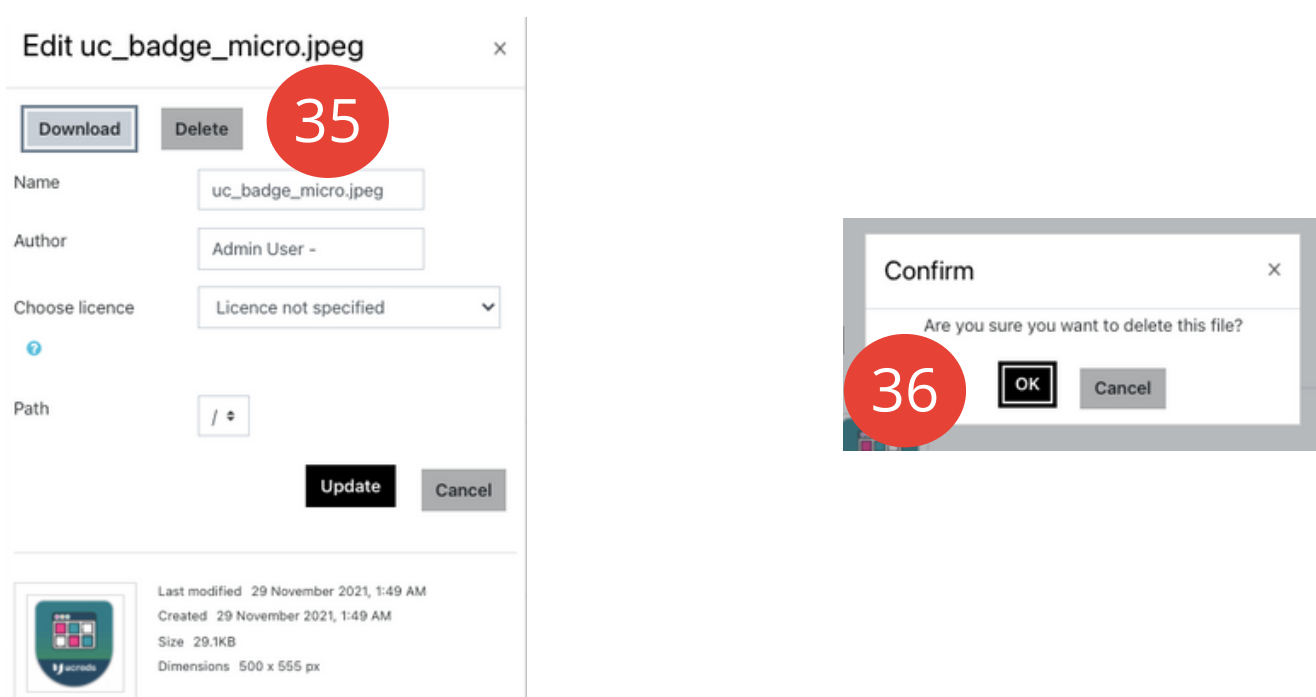 Edit uc_badge_micro.jpeg ×
35
Download Delete
Name uc_badge_micro.jpeg
Author Admin User -
Choose licence Licence not specified
?
Path / 
Update Cancel
Last modified 29 November 2021, 1:49 AM
Created 29 November 2021, 1:49 AM
Size 29.1KB
Dimensions 500 x 555 px
ucreds
Confirm ×
Are you sure you want to delete this file?
36
OK Cancel